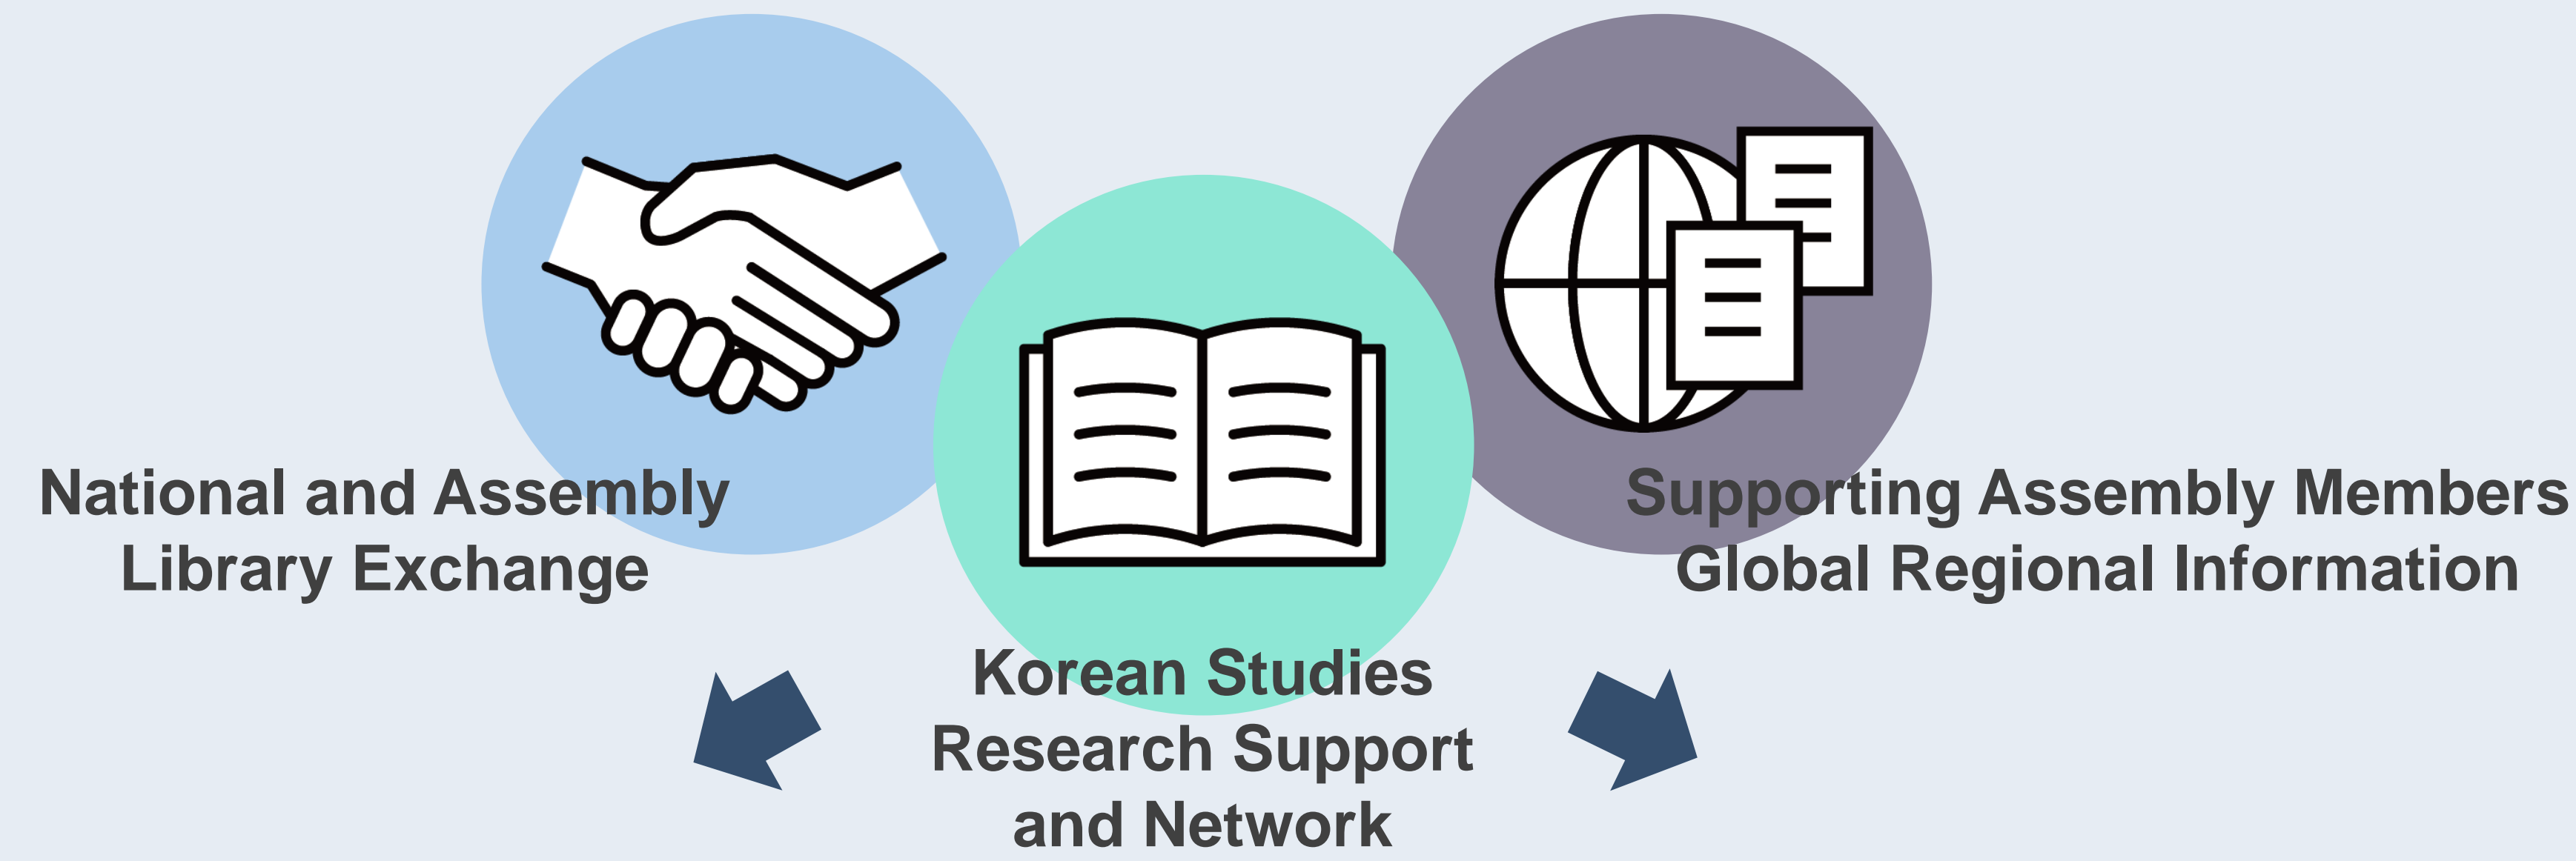 National and Assembly
Library Exchange
Korean Studies
Research Support
and Network
Supporting Assembly Members
Global Regional Information